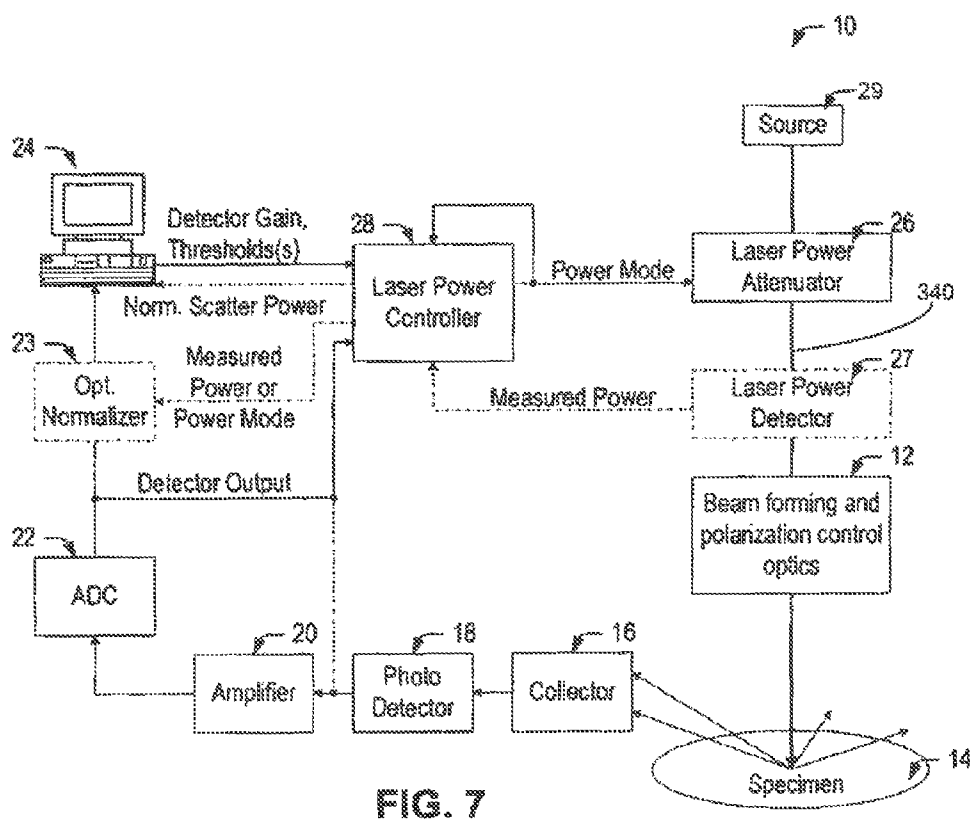 10
29
Source
24
Detector Gain,
Thresholds(s)
28
Laser Power
Controller
Power Mode
26
Laser Power
Attenuator
340
Norm. Scatter Power
23
Opt.
Normalizer
Measured
Power or
Power Mode
Measured Power
27
Laser Power
Detector
Detector Output
12
Beam forming and
polarization control
optics
22
ADC
20
Amplifier
18
Photo
Detector
16
Collector
Specimen
14
FIG. 7